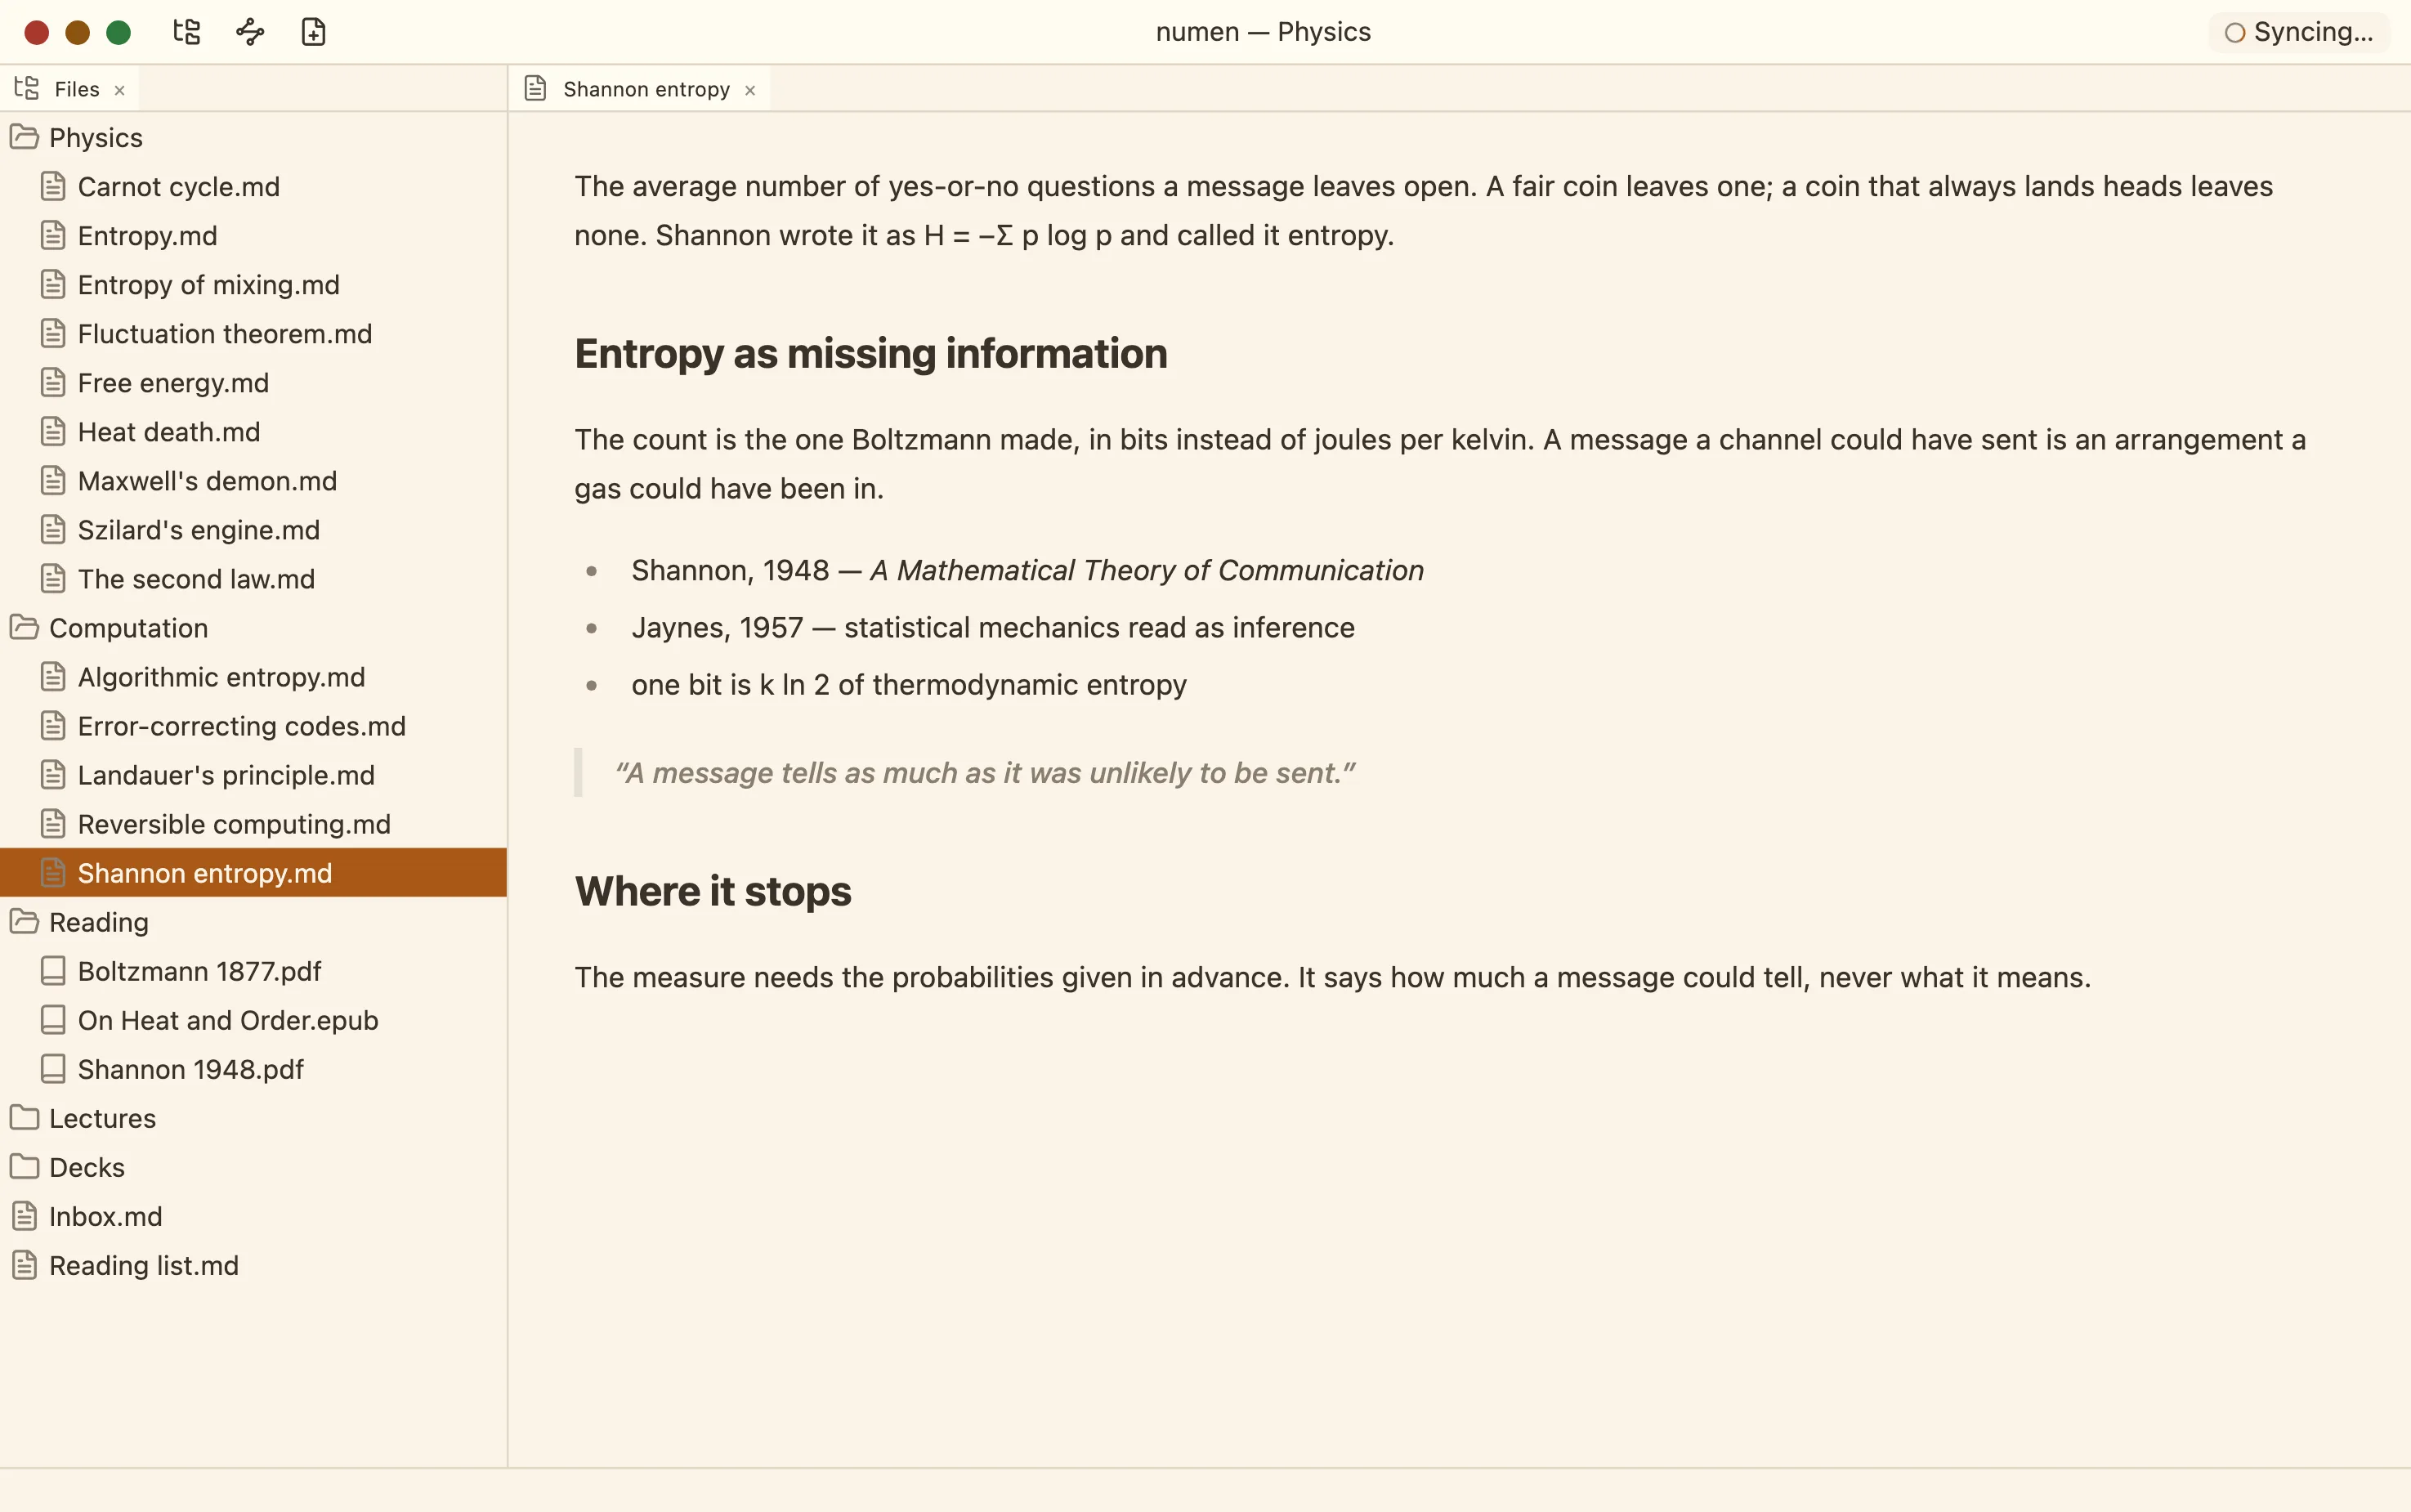 numen — Physics
Syncing...
Files ×
Shannon entropy ×
Physics
Carnot cycle.md
Entropy.md
Entropy of mixing.md
Fluctuation theorem.md
Free energy.md
Heat death.md
Maxwell's demon.md
Szilard's engine.md
The second law.md
Computation
Algorithmic entropy.md
Error-correcting codes.md
Landauer's principle.md
Reversible computing.md
Shannon entropy.md
Reading
Boltzmann 1877.pdf
On Heat and Order.epub
Shannon 1948.pdf
Lectures
Decks
Inbox.md
Reading list.md
The average number of yes-or-no questions a message leaves open. A fair coin leaves one; a coin that always lands heads leaves
none. Shannon wrote it as H = −Σ p log p and called it entropy.
Entropy as missing information
The count is the one Boltzmann made, in bits instead of joules per kelvin. A message a channel could have sent is an arrangement a
gas could have been in.
• Shannon, 1948 — A Mathematical Theory of Communication
• Jaynes, 1957 — statistical mechanics read as inference
• one bit is k ln 2 of thermodynamic entropy
“A message tells as much as it was unlikely to be sent.”
Where it stops
The measure needs the probabilities given in advance. It says how much a message could tell, never what it means.